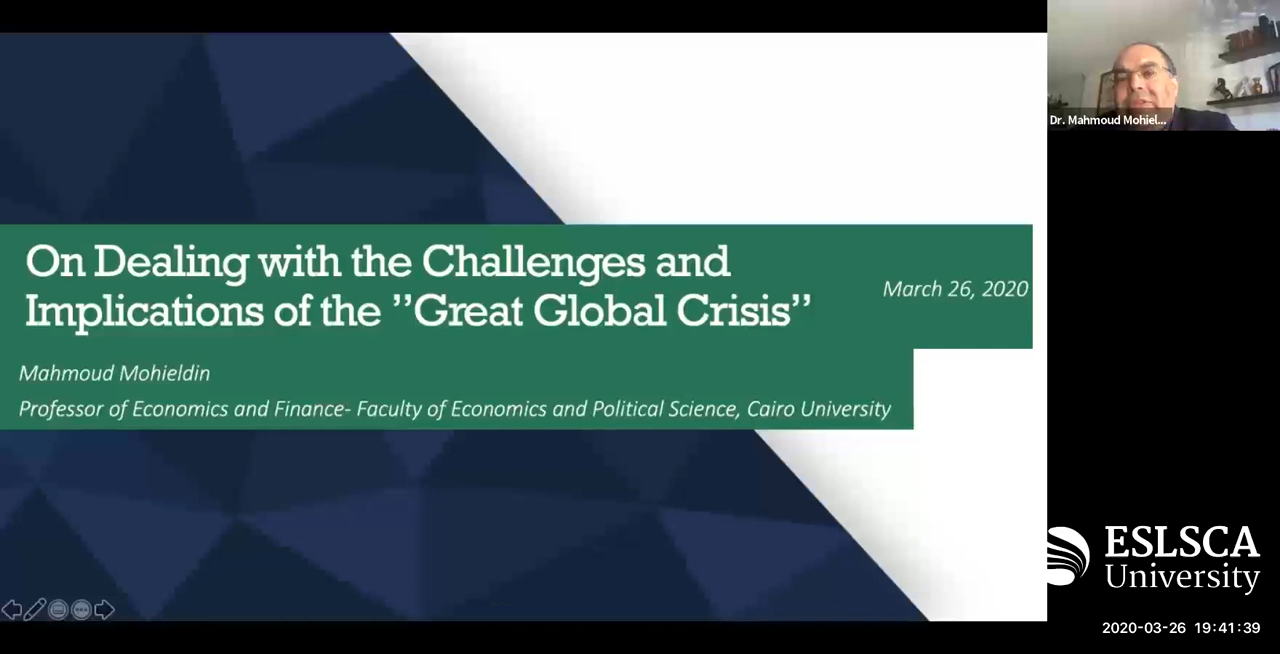 On Dealing with the Challenges and
Implications of the ”Great Global Crisis”
March 26, 2020
Mahmoud Mohieldin
Professor of Economics and Finance- Faculty of Economics and Political Science, Cairo University
Dr. Mahmoud Mohiel...
ESLSCA
University
2020-03-26 19:41:39